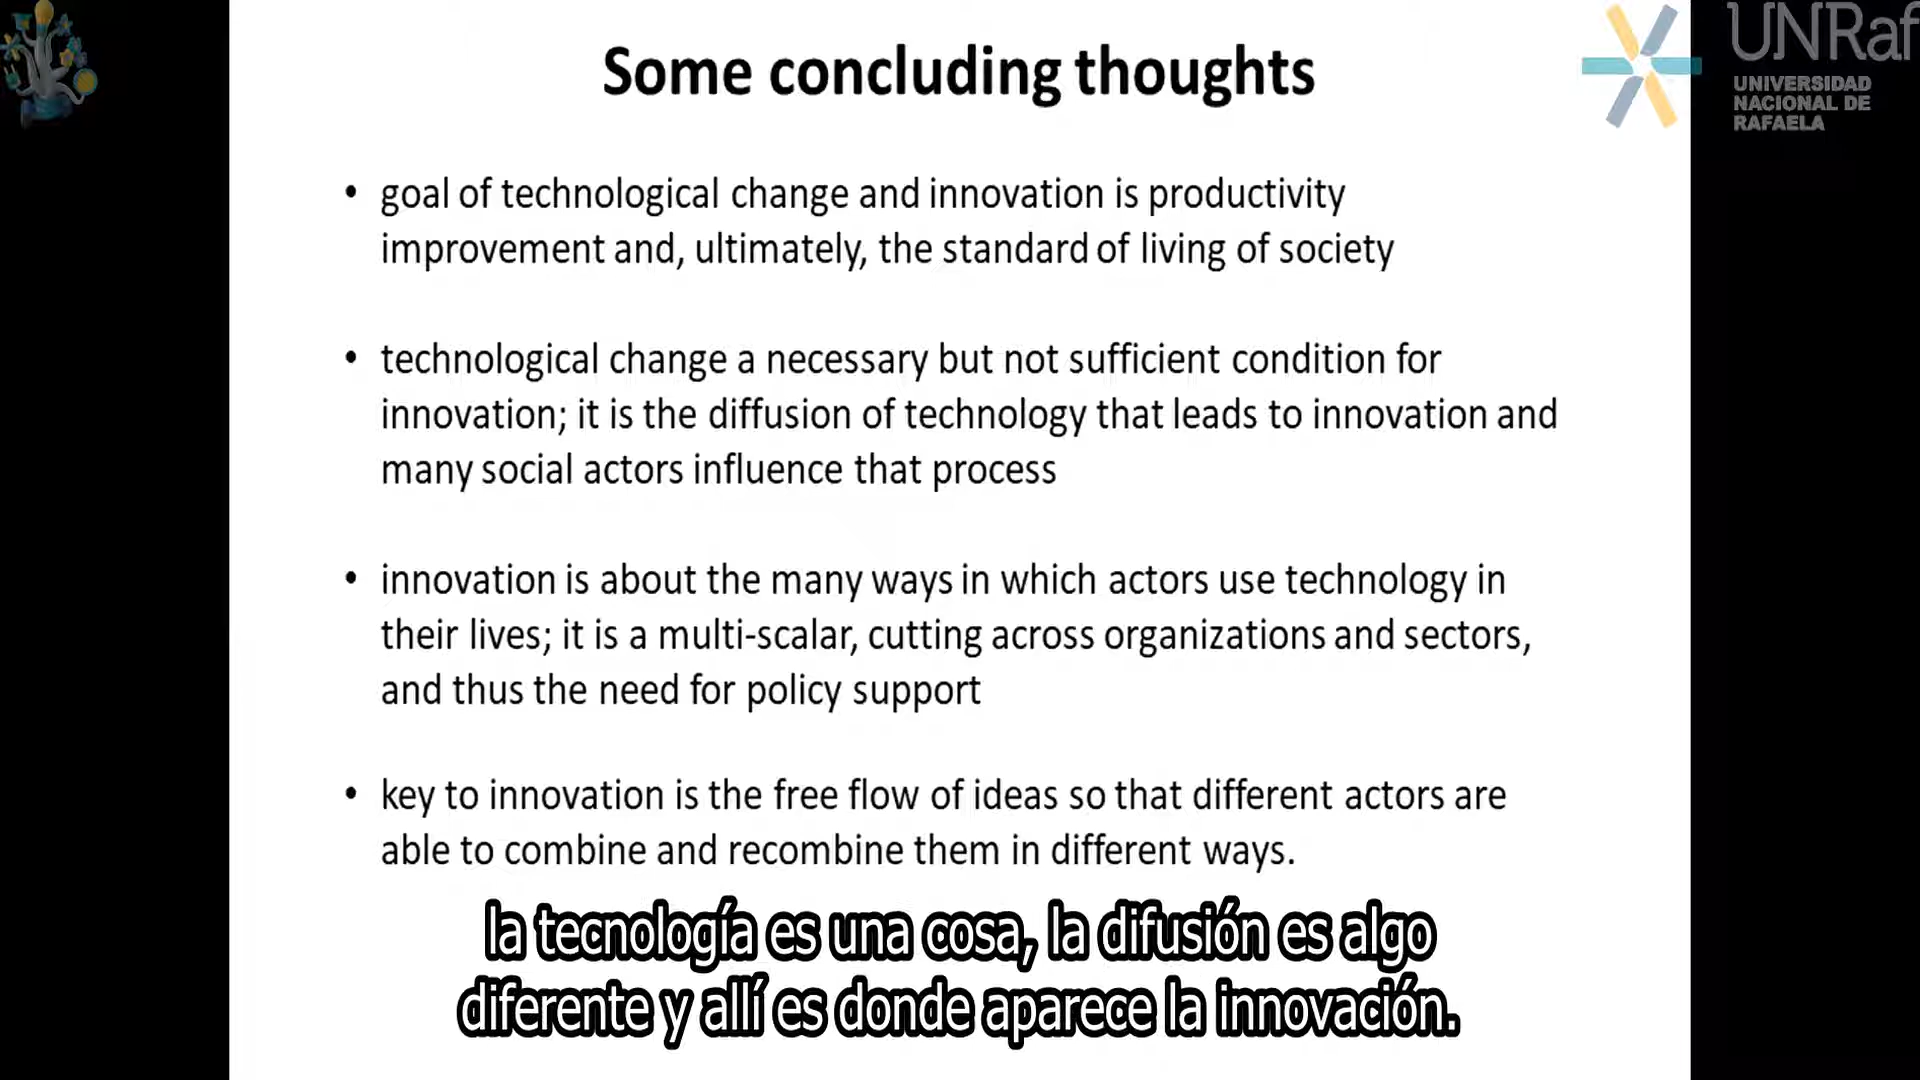 Some concluding thoughts
UNRaf
UNIVERSIDAD
NACIONAL DE
RAFAELA
• goal of technological change and innovation is productivity
improvement and, ultimately, the standard of living of society
• technological change a necessary but not sufficient condition for
innovation; it is the diffusion of technology that leads to innovation and
many social actors influence that process
• innovation is about the many ways in which actors use technology in
their lives; it is a multi-scalar, cutting across organizations and sectors,
and thus the need for policy support
• key to innovation is the free flow of ideas so that different actors are
able to combine and recombine them in different ways.
la tecnología es una cosa, la difusión es algo
diferente y allí es donde aparece la innovación.